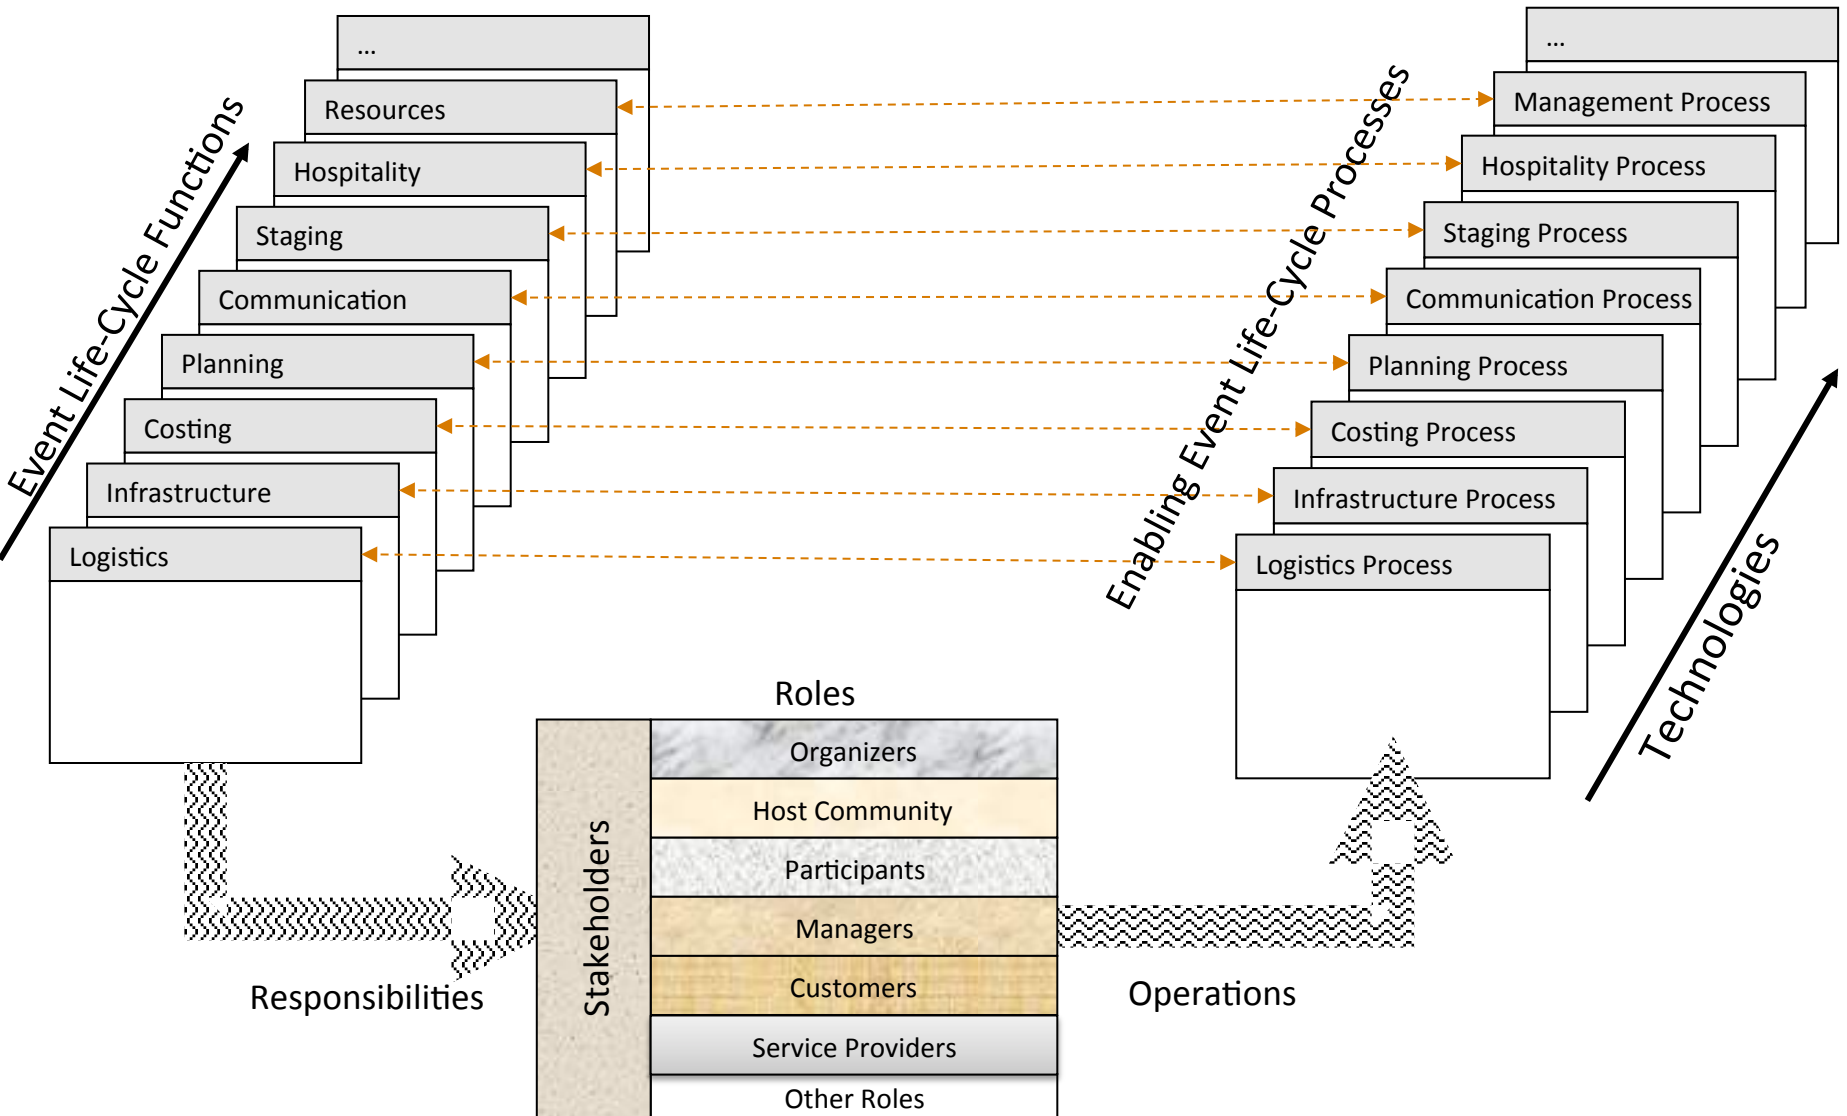 ...
Resources
Hospitality
Staging
Communication
Planning
Costing
Infrastructure
Logistics
Event Life-Cycle Functions
...
Management Process
Hospitality Process
Staging Process
Communication Process
Planning Process
Costing Process
Infrastructure Process
Logistics Process
Enabling Event Life-Cycle Processes
Technologies
Roles
Stakeholders
Organizers
Host Community
Participants
Managers
Customers
Service Providers
Other Roles
Responsibilities
Operations